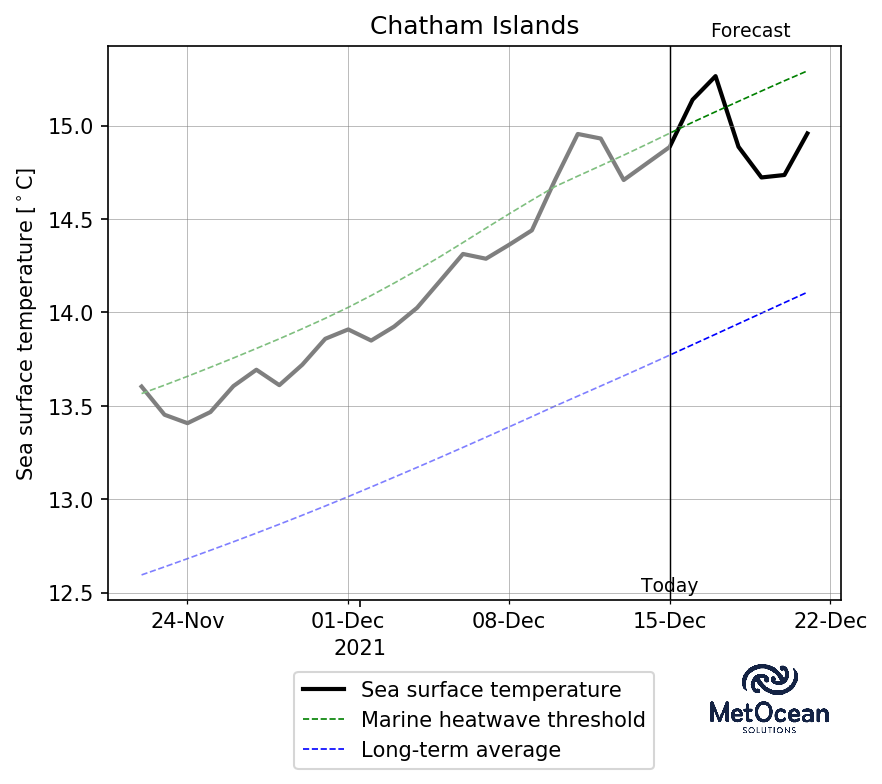 Chatham Islands
Forecast
Sea surface temperature [°C]
15.0
14.5
14.0
13.5
13.0
12.5
Today
24-Nov 01-Dec 08-Dec 15-Dec 22-Dec
2021
Sea surface temperature
Marine heatwave threshold
Long-term average
MetOcean
SOLUTIONS